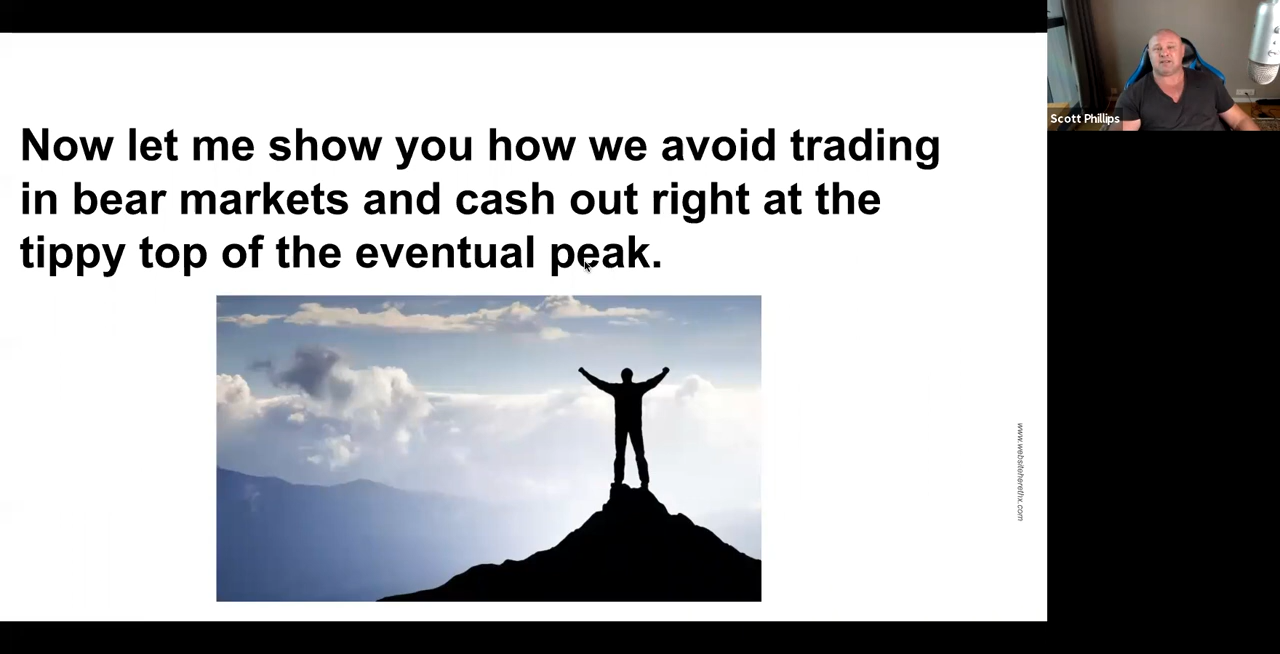 Now let me show you how we avoid trading
in bear markets and cash out right at the
tippy top of the eventual peak.
Scott Phillips
www.websiteherethx.com